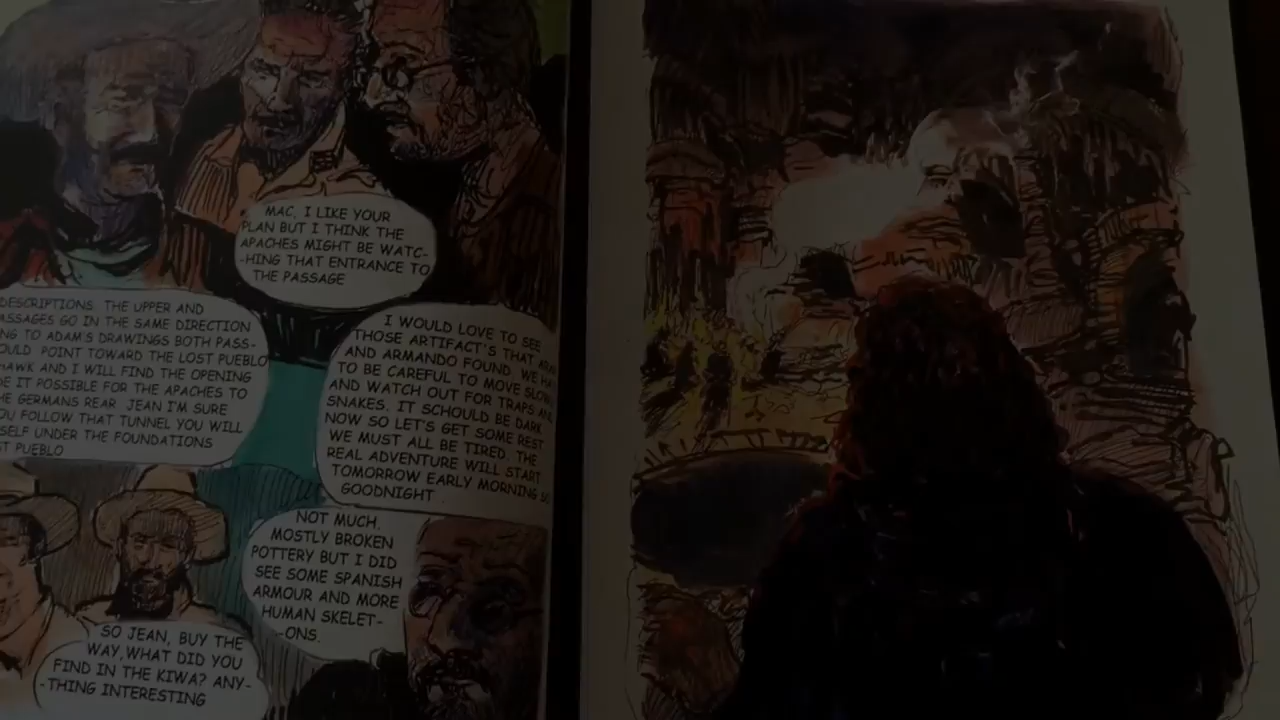 MAC, I LIKE YOUR
PLAN BUT I THINK THE
APACHES MIGHT BE WATC-
-HING THAT ENTRANCE TO
THE PASSAGE
DESCRIPTIONS. THE UPPER AND
ASSAGES GO IN THE SAME DIRECTION
NG TO ADAM'S DRAWINGS BOTH PASS-
OULD POINT TOWARD THE LOST PUEBLO
HAWK AND I WILL FIND THE OPENING
DE IT POSSIBLE FOR THE APACHES TO
HE GERMANS REAR. JEAN I'M SURE
OU FOLLOW THAT TUNNEL YOU WILL
SELF UNDER THE FOUNDATIONS
ST PUEBLO
I WOULD LOVE TO SEE
THOSE ARTIFACT'S THAT
AND ARMANDO FOUND. WE
TO BE CAREFUL TO MOVE SLOW
AND WATCH OUT FOR TRAPS AND
SNAKES. IT SCHOULD BE DARK
NOW SO LET'S GET SOME REST
WE MUST ALL BE TIRED. THE
REAL ADVENTURE WILL START
TOMORROW EARLY MORNING SO
GOODNIGHT
NOT MUCH,
MOSTLY BROKEN
POTTERY BUT I DID
SEE SOME SPANISH
ARMOUR AND MORE
HUMAN SKELET-
-ONS.
SO JEAN, BUY THE
WAY,WHAT DID YOU
FIND IN THE KIWA? ANY-
-THING INTERESTING